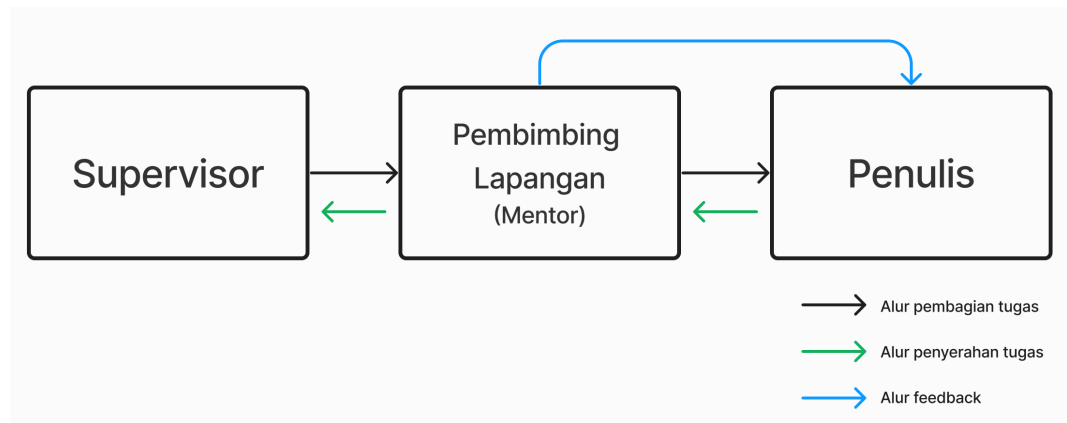 Supervisor
Pembimbing
Lapangan
(Mentor)
Penulis
Alur pembagian tugas
Alur penyerahan tugas
Alur feedback